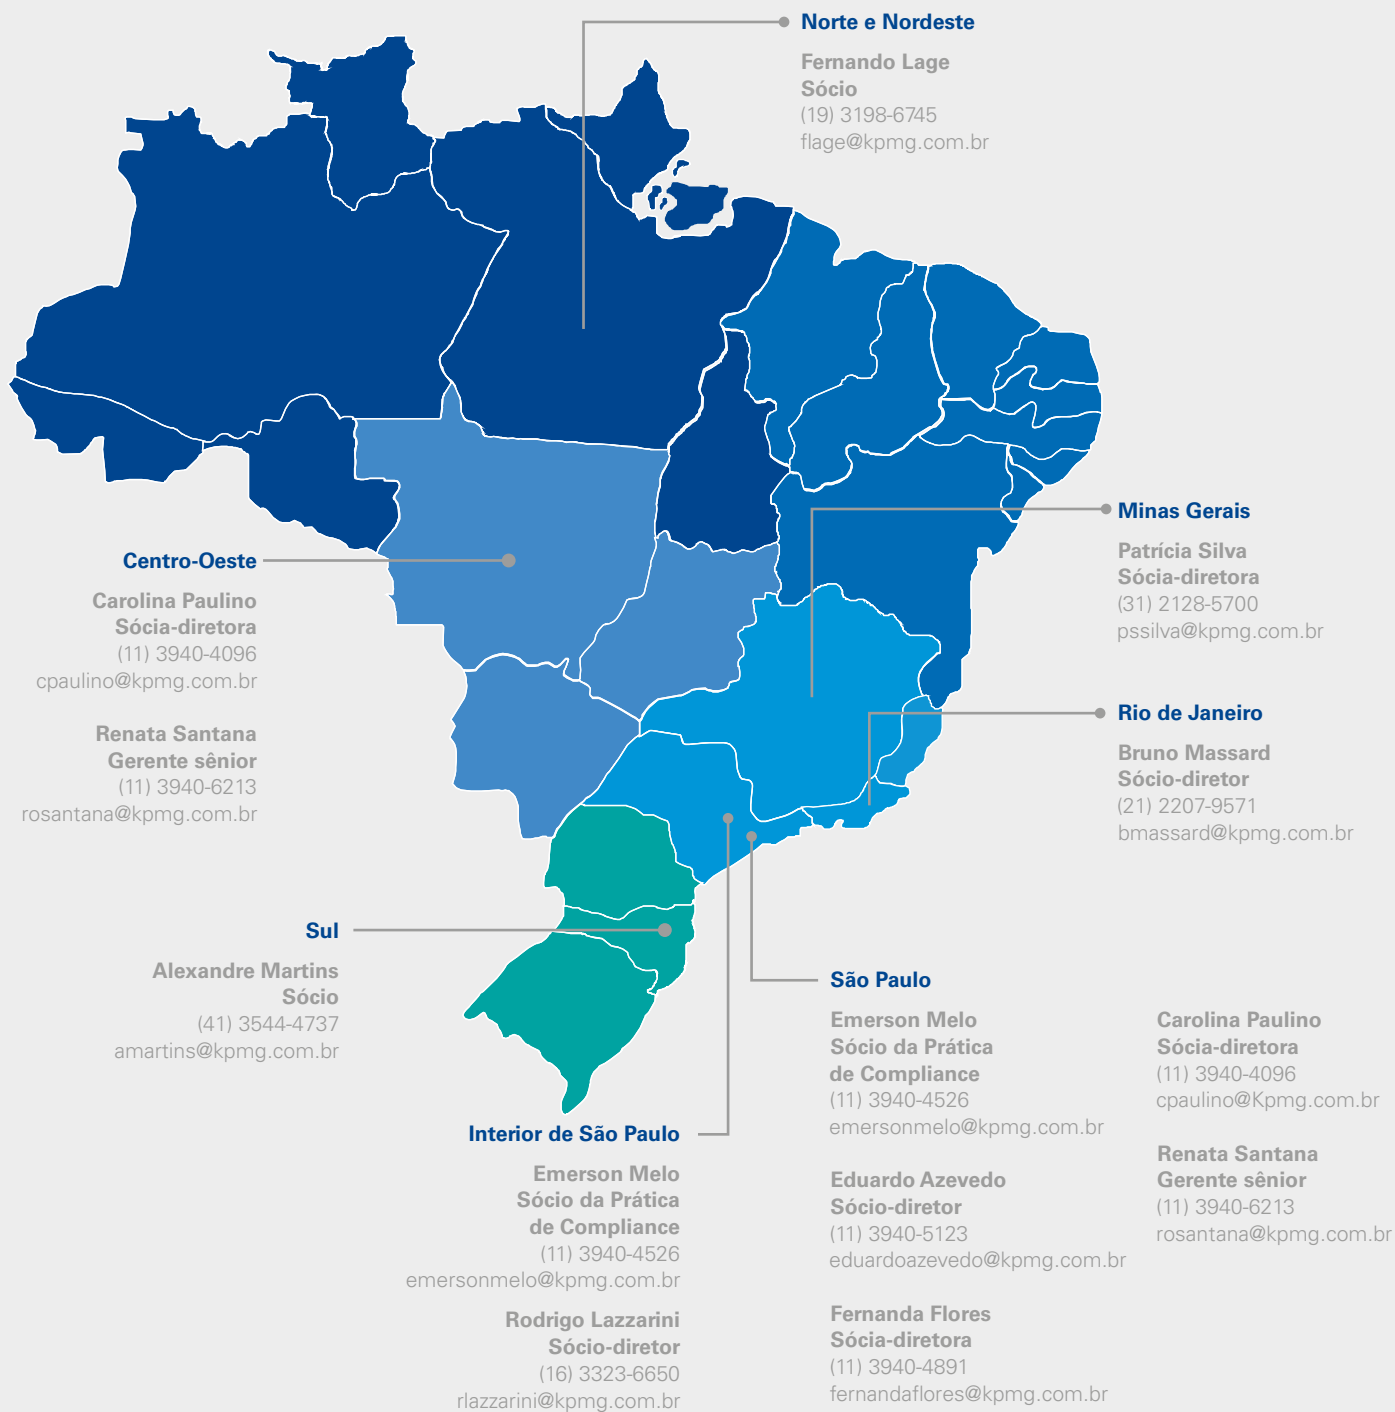 Norte e Nordeste
Fernando Lage
Sócio
(19) 3198-6745
flage@kpmg.com.br
Minas Gerais
Patrícia Silva
Sócia-diretora
(31) 2128-5700
pssilva@kpmg.com.br
Centro-Oeste
Carolina Paulino
Sócia-diretora
(11) 3940-4096
cpaulino@kpmg.com.br
Renata Santana
Gerente sênior
(11) 3940-6213
rosantana@kpmg.com.br
Rio de Janeiro
Bruno Massard
Sócio-diretor
(21) 2207-9571
bmassard@kpmg.com.br
Sul
Alexandre Martins
Sócio
(41) 3544-4737
amartins@kpmg.com.br
São Paulo
Emerson Melo
Sócio da Prática
de Compliance
(11) 3940-4526
emersonmelo@kpmg.com.br
Eduardo Azevedo
Sócio-diretor
(11) 3940-5123
eduardoazevedo@kpmg.com.br
Fernanda Flores
Sócia-diretora
(11) 3940-4891
fernandaflores@kpmg.com.br
Carolina Paulino
Sócia-diretora
(11) 3940-4096
cpaulino@Kpmg.com.br
Renata Santana
Gerente sênior
(11) 3940-6213
rosantana@kpmg.com.br
Interior de São Paulo
Emerson Melo
Sócio da Prática
de Compliance
(11) 3940-4526
emersonmelo@kpmg.com.br
Rodrigo Lazzarini
Sócio-diretor
(16) 3323-6650
rlazzarini@kpmg.com.br